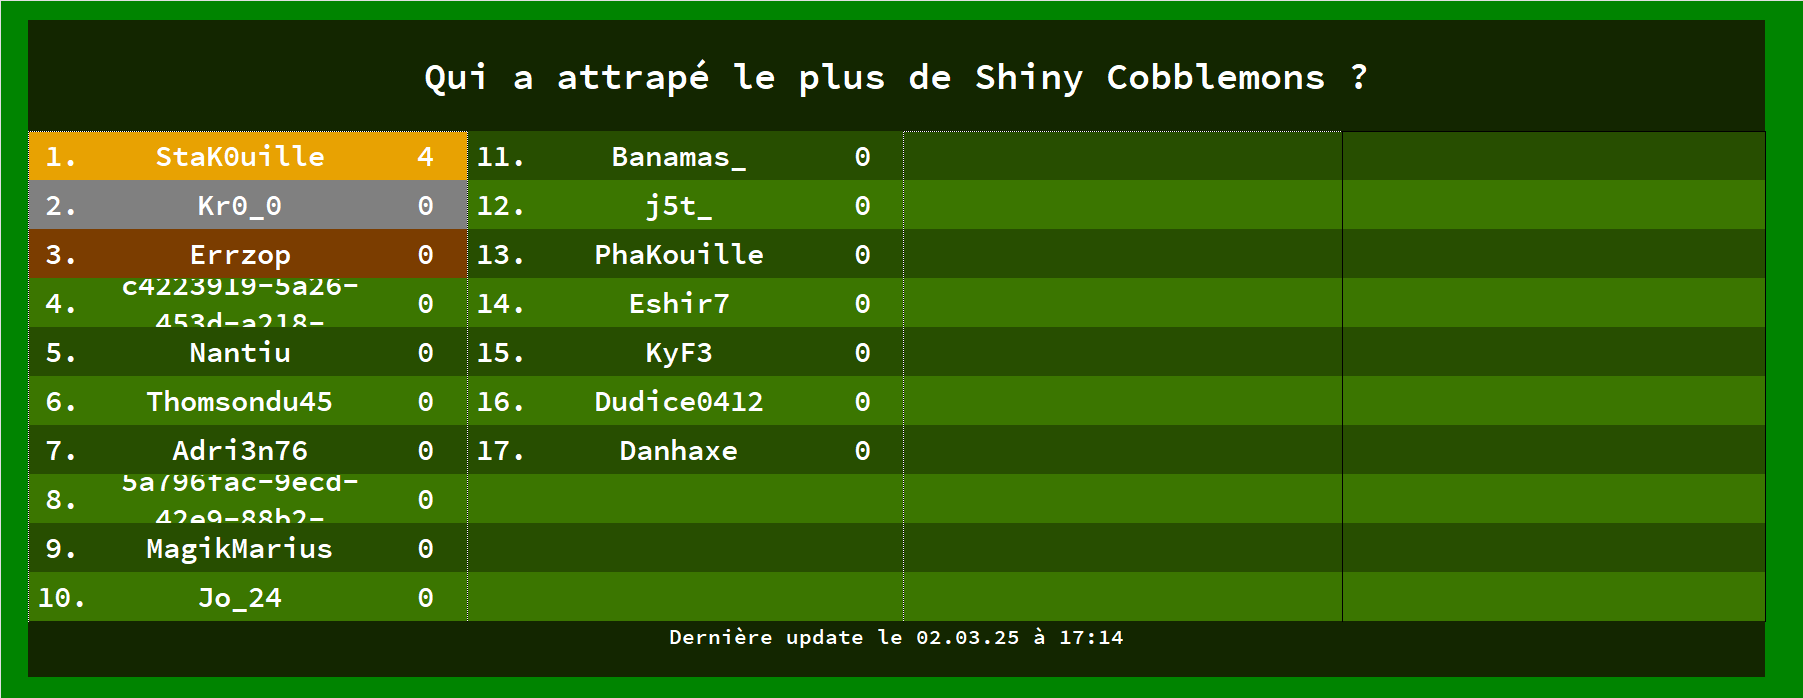 Qui a attrapé le plus de Shiny Cobblemons ?
1. StaK0uille 4
2. Kr0_0 0
3. Errzop 0
4. c4223919-5a26-453d-a218- 0
5. Nantiu 0
6. Thomsondu45 0
7. Adri3n76 0
8. 5a796fac-9ecd-42e9-88b2- 0
9. MagikMarius 0
10. Jo_24 0
11. Banamas_ 0
12. j5t_ 0
13. PhaKouille 0
14. Eshir7 0
15. KyF3 0
16. Dudice0412 0
17. Danhaxe 0
Dernière update le 02.03.25 à 17:14